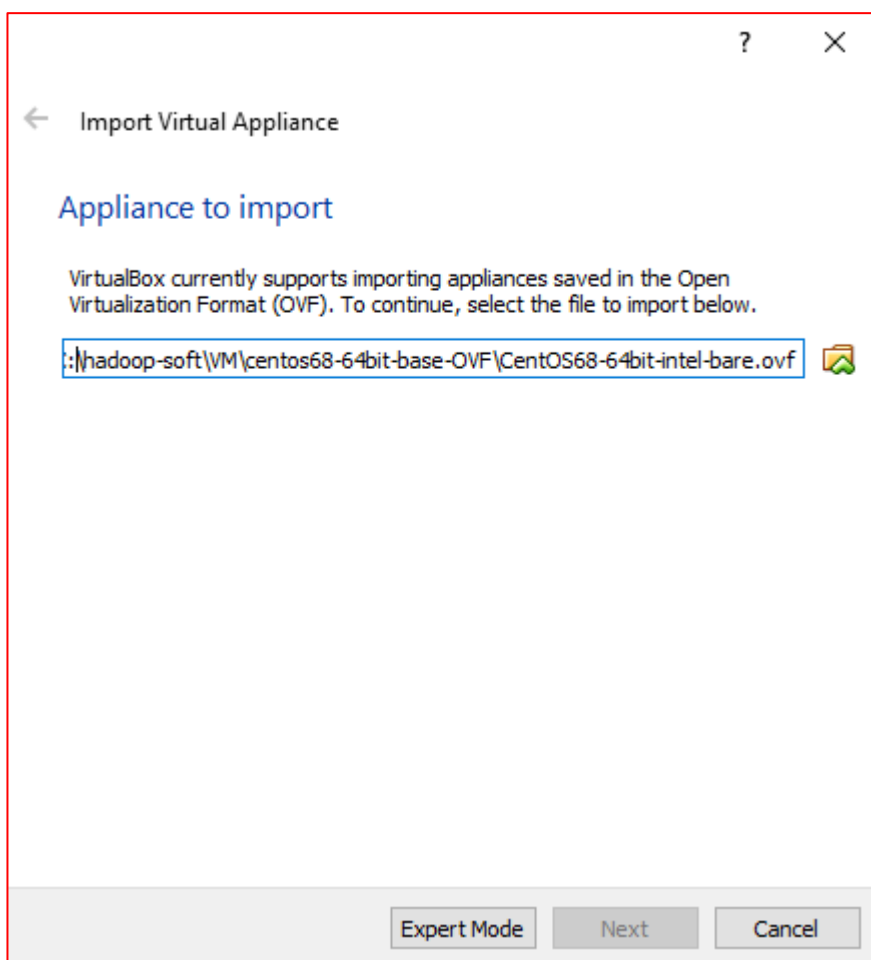 ?
Import Virtual Appliance
Appliance to import
VirtualBox currently supports importing appliances saved in the Open
Virtualization Format (OVF). To continue, select the file to import below.
:\hadoop-soft\VM\centos68-64bit-base-OVF\CentOS68-64bit-intel-bare.ovf
Expert Mode Next Cancel